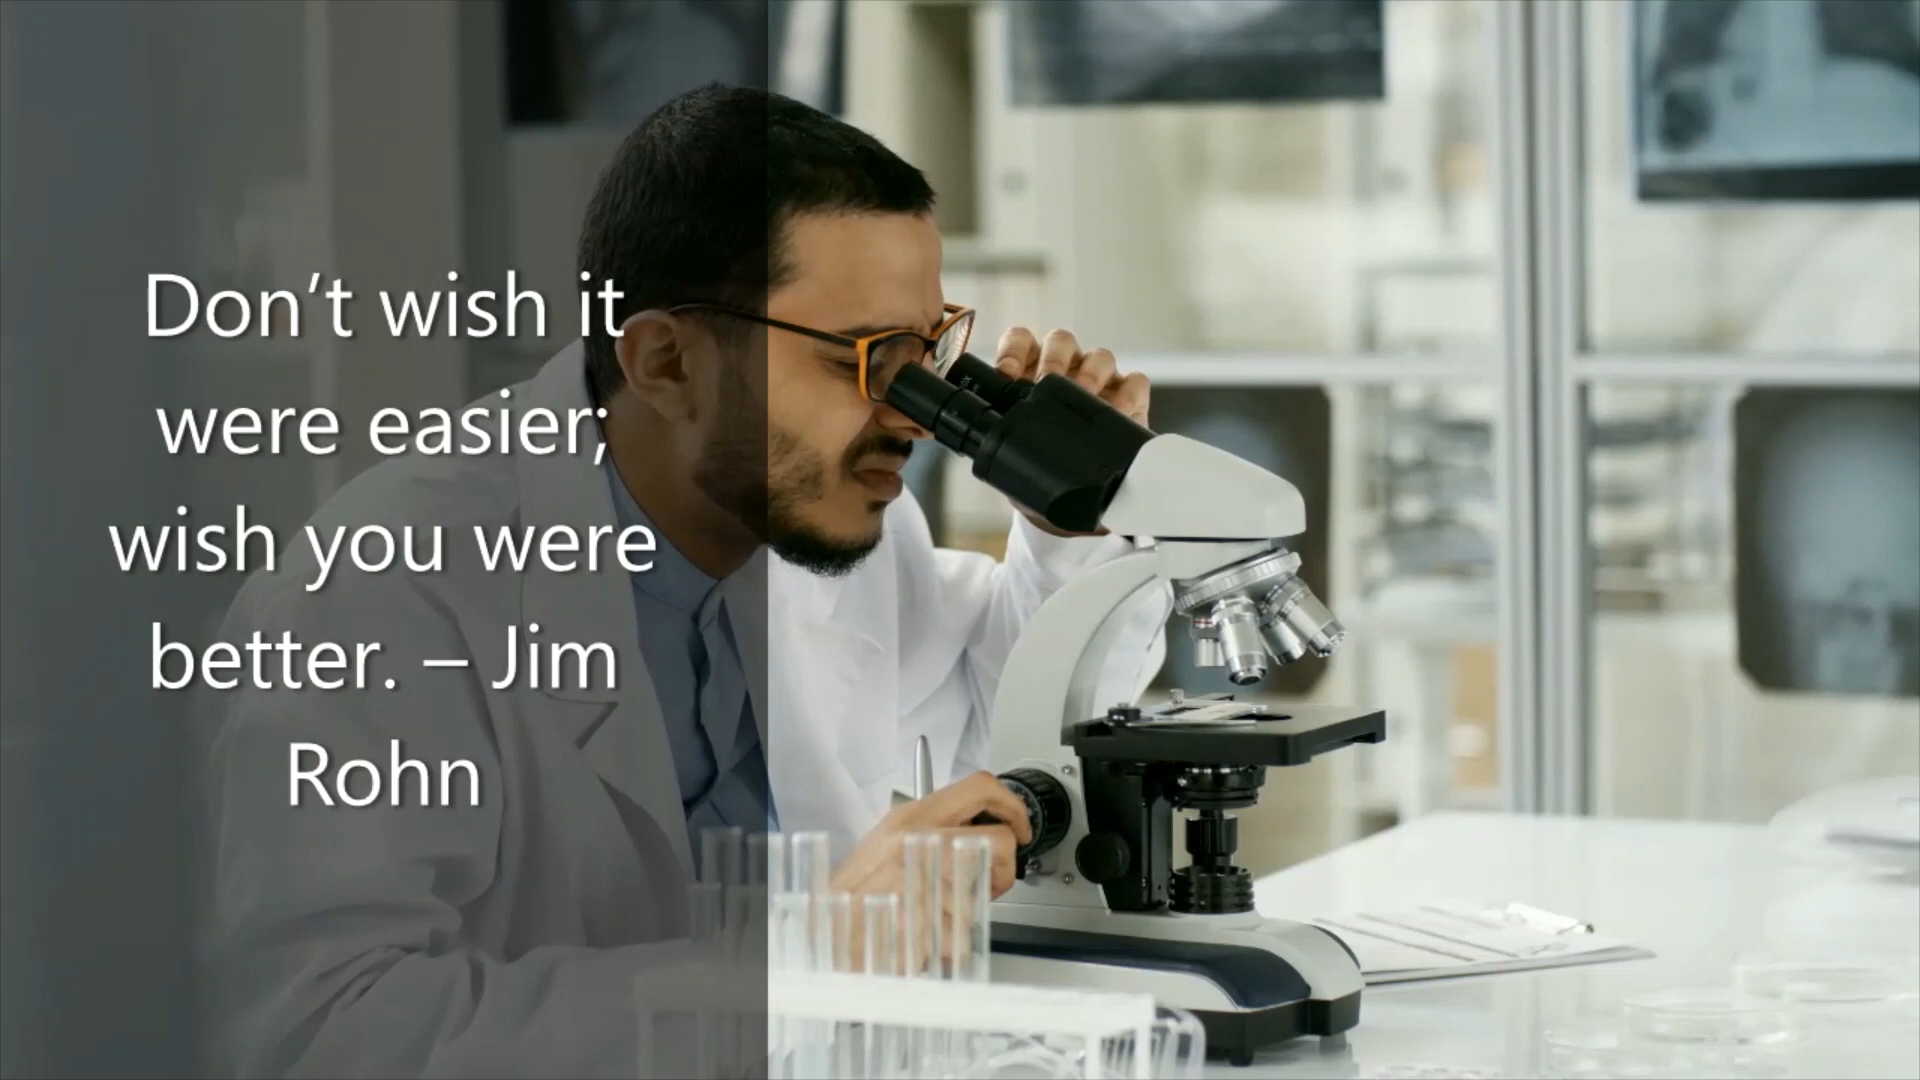 Don’t wish it
were easier;
wish you were
better. – Jim
Rohn